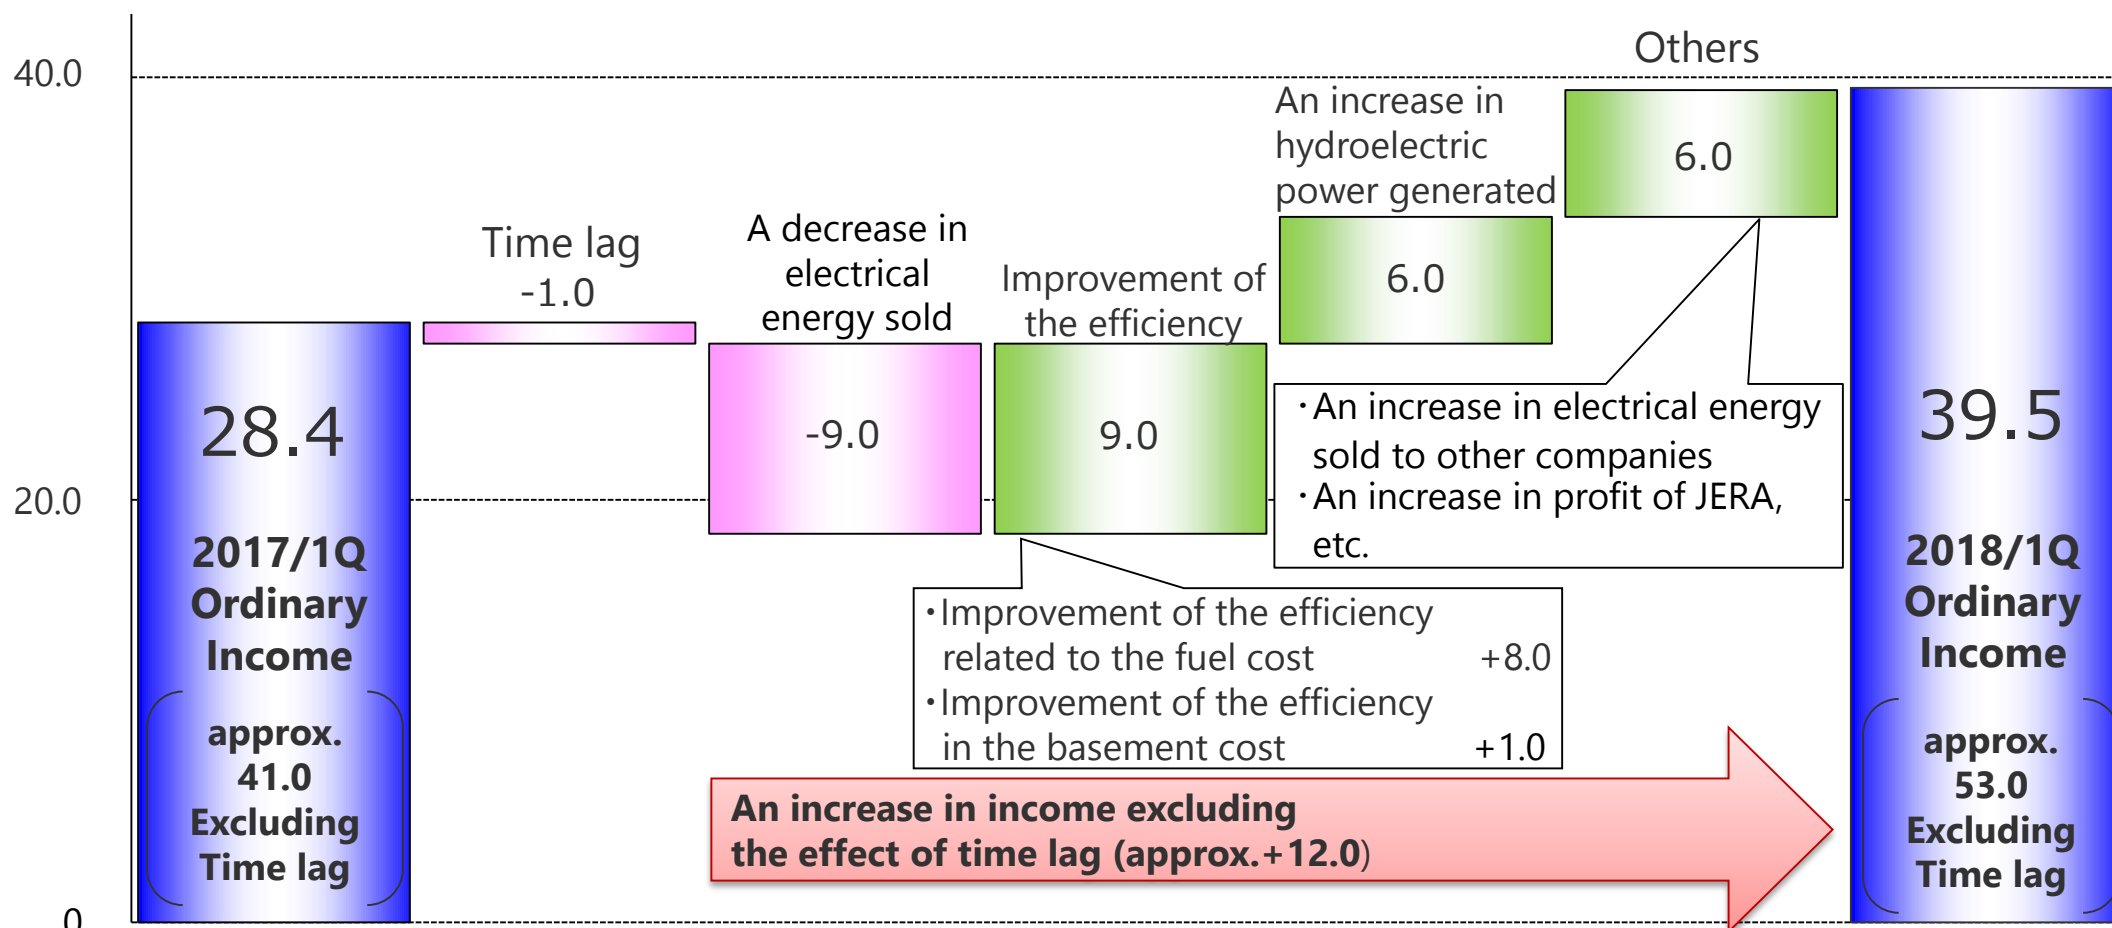 40.0
20.0
0
28.4
2017/1Q
Ordinary
Income
approx.
41.0
Excluding
Time lag
Time lag
-1.0
A decrease in
electrical
energy sold
-9.0
Improvement of
the efficiency
9.0
・Improvement of the efficiency
related to the fuel cost +8.0
・Improvement of the efficiency
in the basement cost +1.0
An increase in
hydroelectric
power generated
6.0
Others
6.0
・An increase in electrical energy
sold to other companies
・An increase in profit of JERA,
etc.
39.5
2018/1Q
Ordinary
Income
approx.
53.0
Excluding
Time lag
An increase in income excluding
the effect of time lag (approx.+12.0)